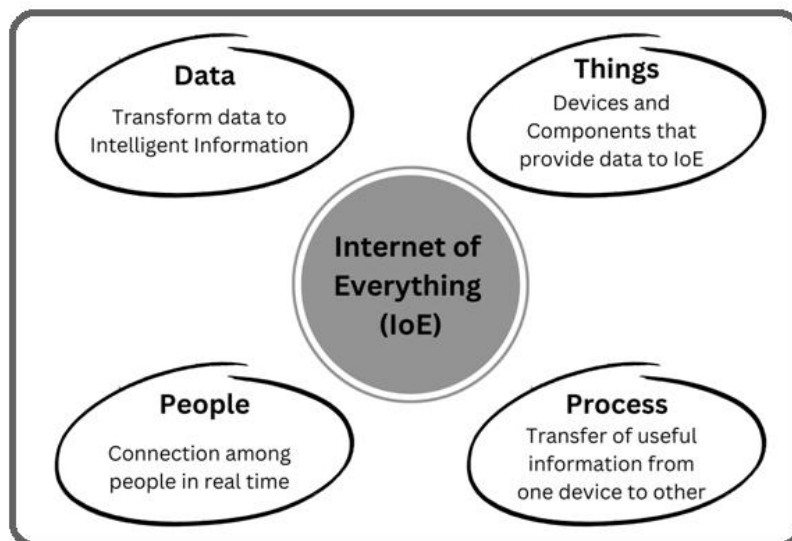 Data
Transform data to
Intelligent Information
Things
Devices and
Components that
provide data to IoE
Internet of
Everything
(IoE)
People
Connection among
people in real time
Process
Transfer of useful
information from
one device to other